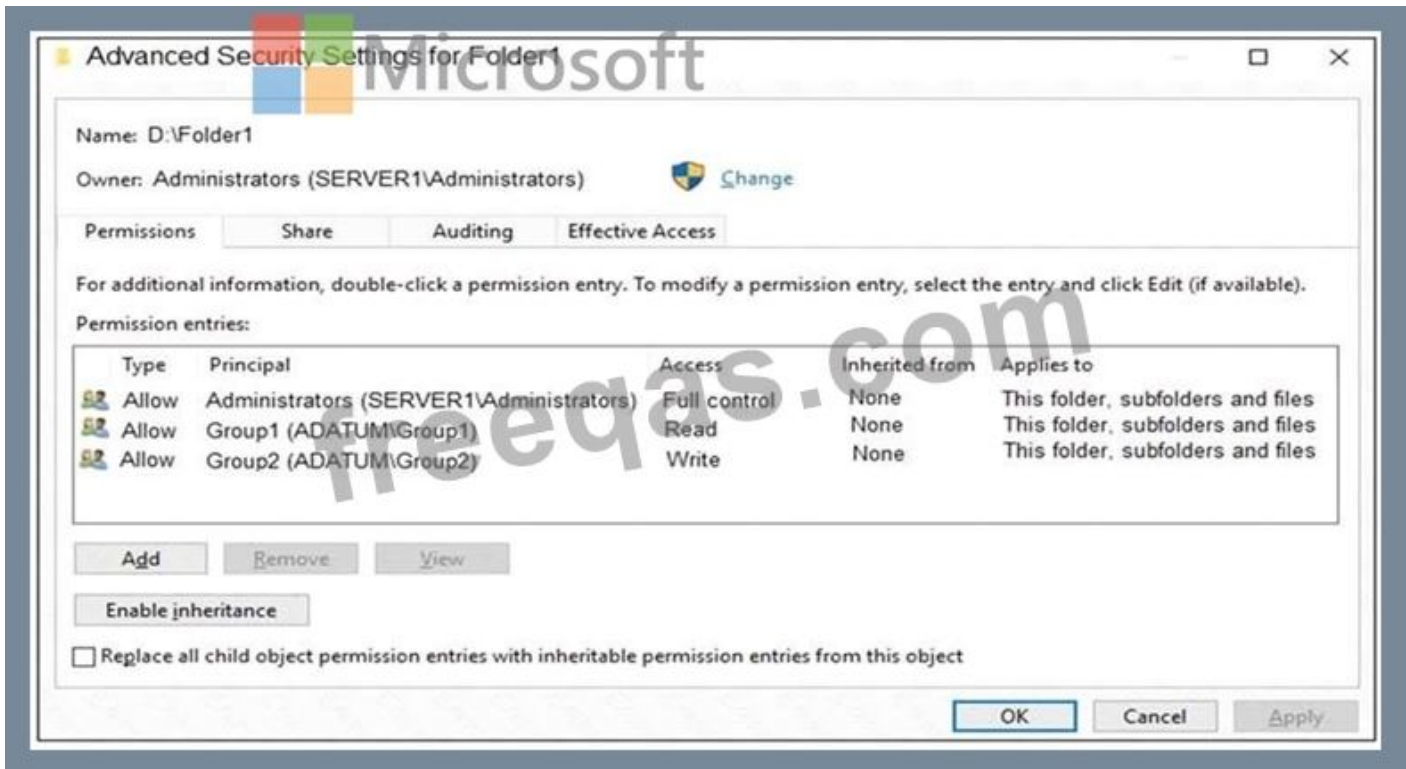 Microsoft
Advanced Security Settings for Folder1
Name: D:\Folder1
Owner: Administrators (SERVER1\Administrators) Change
Permissions Share Auditing Effective Access
For additional information, double-click a permission entry. To modify a permission entry, select the entry and click Edit (if available).
Permission entries:
Type Principal Access Inherited from Applies to
Allow Administrators (SERVER1\Administrators) Full control None This folder, subfolders and files
Allow Group1 (ADATUM\Group1) Read None This folder, subfolders and files
Allow Group2 (ADATUM\Group2) Write None This folder, subfolders and files
freeqas.com
Add Remove View
Enable inheritance
Replace all child object permission entries with inheritable permission entries from this object
OK Cancel Apply